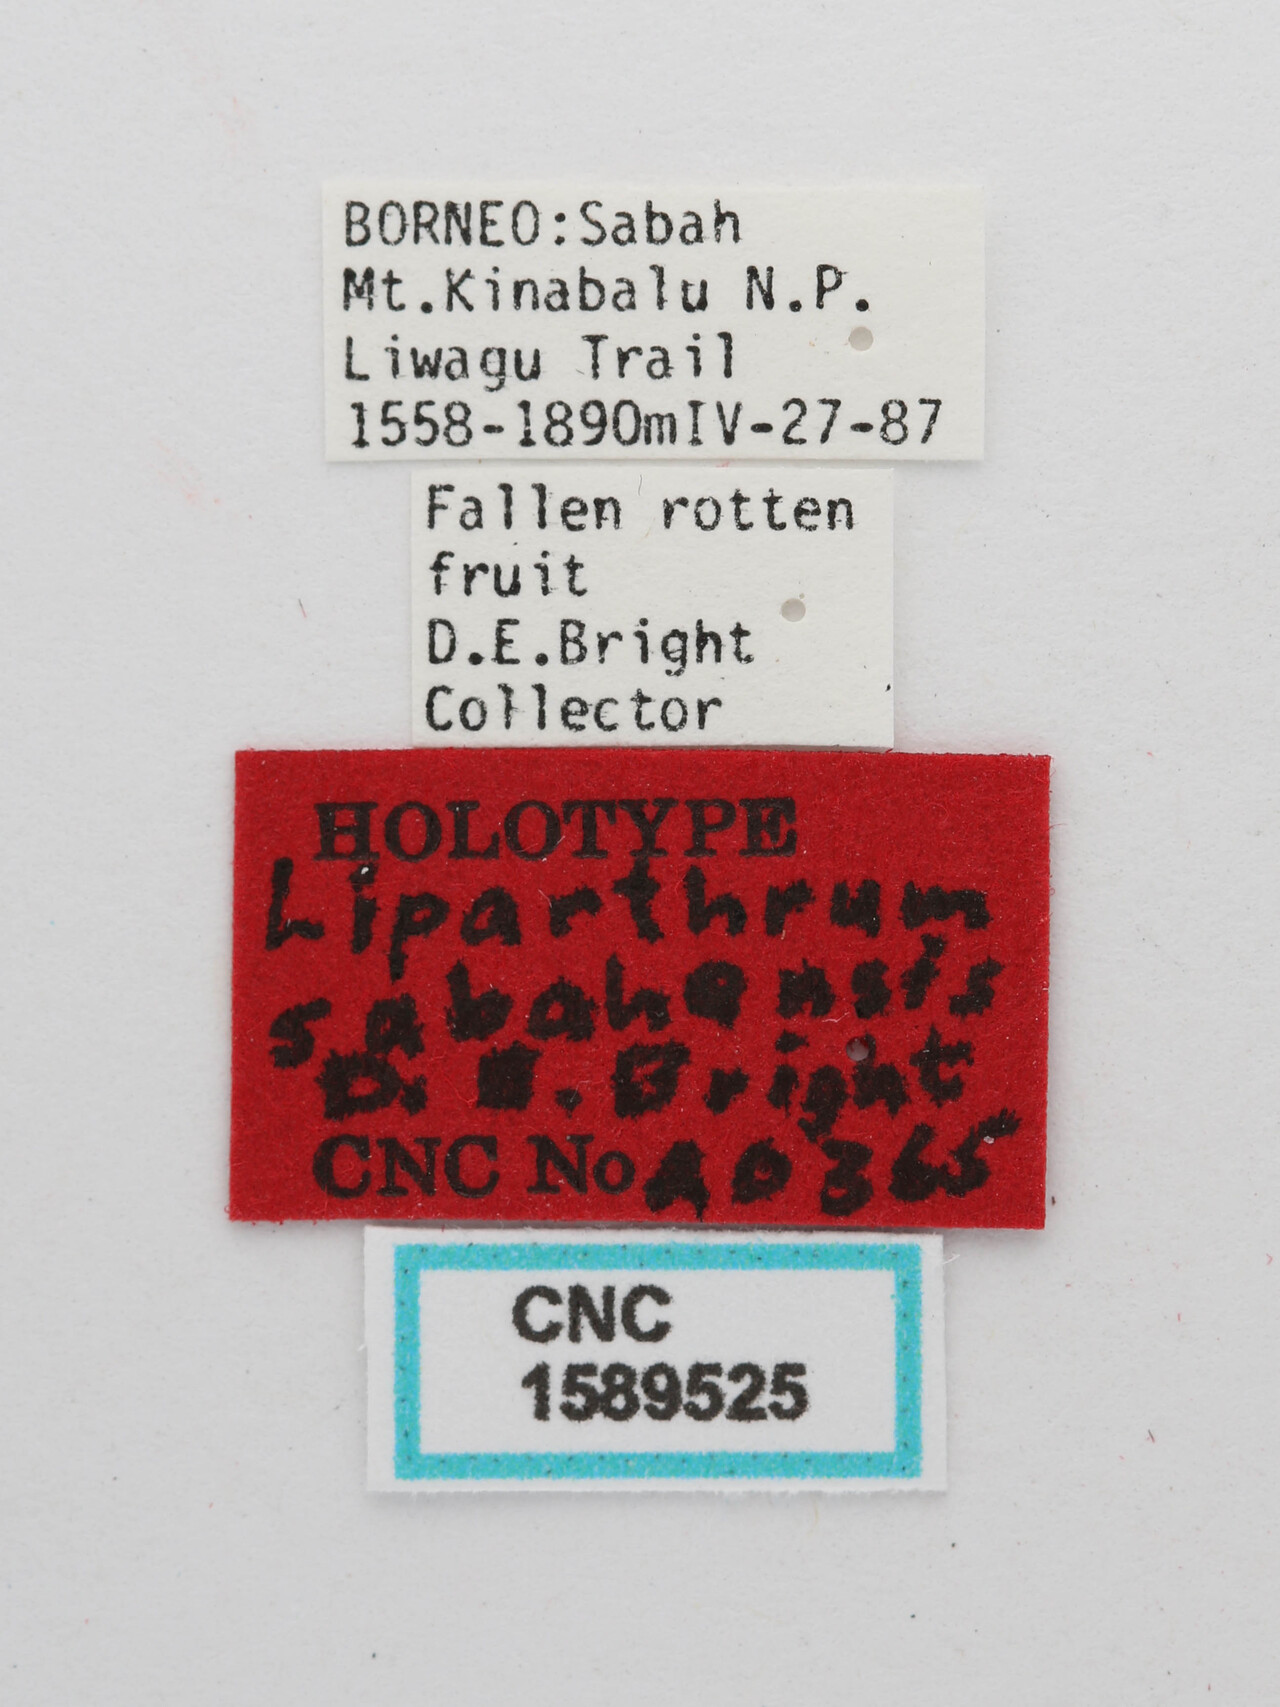 BORNEO:Sabah
Mt.Kinabalu N.P.
Liwagu Trail
1558-1890mIV-27-87
Fallen rotten
fruit
D.E.Bright
Collector
HOLOTYPE
Liparthrum
sabahensis
D. E. Bright
CNC No A0365
CNC
1589525